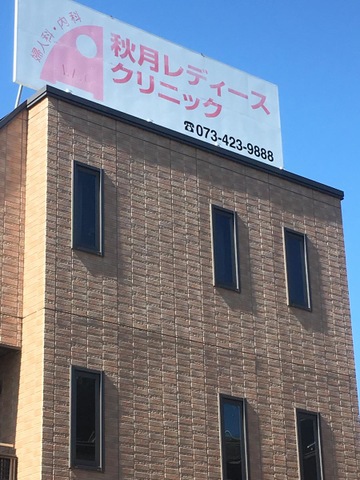 婦人科・内科
秋月レディース
クリニック
☎073-423-9888